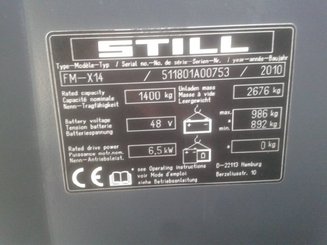 STILL
Type-Modèle-Typ / Serial no.-No. de série-Serien-Nr. / year-année-Baujahr
FM-X14 / 511801A00753 / 2010
Rated capacity
Capacité nominale
Nenn-Tragfähigkeit
1400 kg
Unladen mass
Masse à vide
Leergewicht
2676 kg
Battery voltage
Tension batterie
Batteriespannung
48 V
max. 986 kg
min. 892 kg
Rated drive power
Puissance motr.nom.
Nenn-Antriebsleist.
6,5 kW
* 0 kg
CE
* see Operating instructions
voir Mode d'emploi
siehe Betriebsanleitung
D-22113 Hamburg
Berzeliusstr. 10